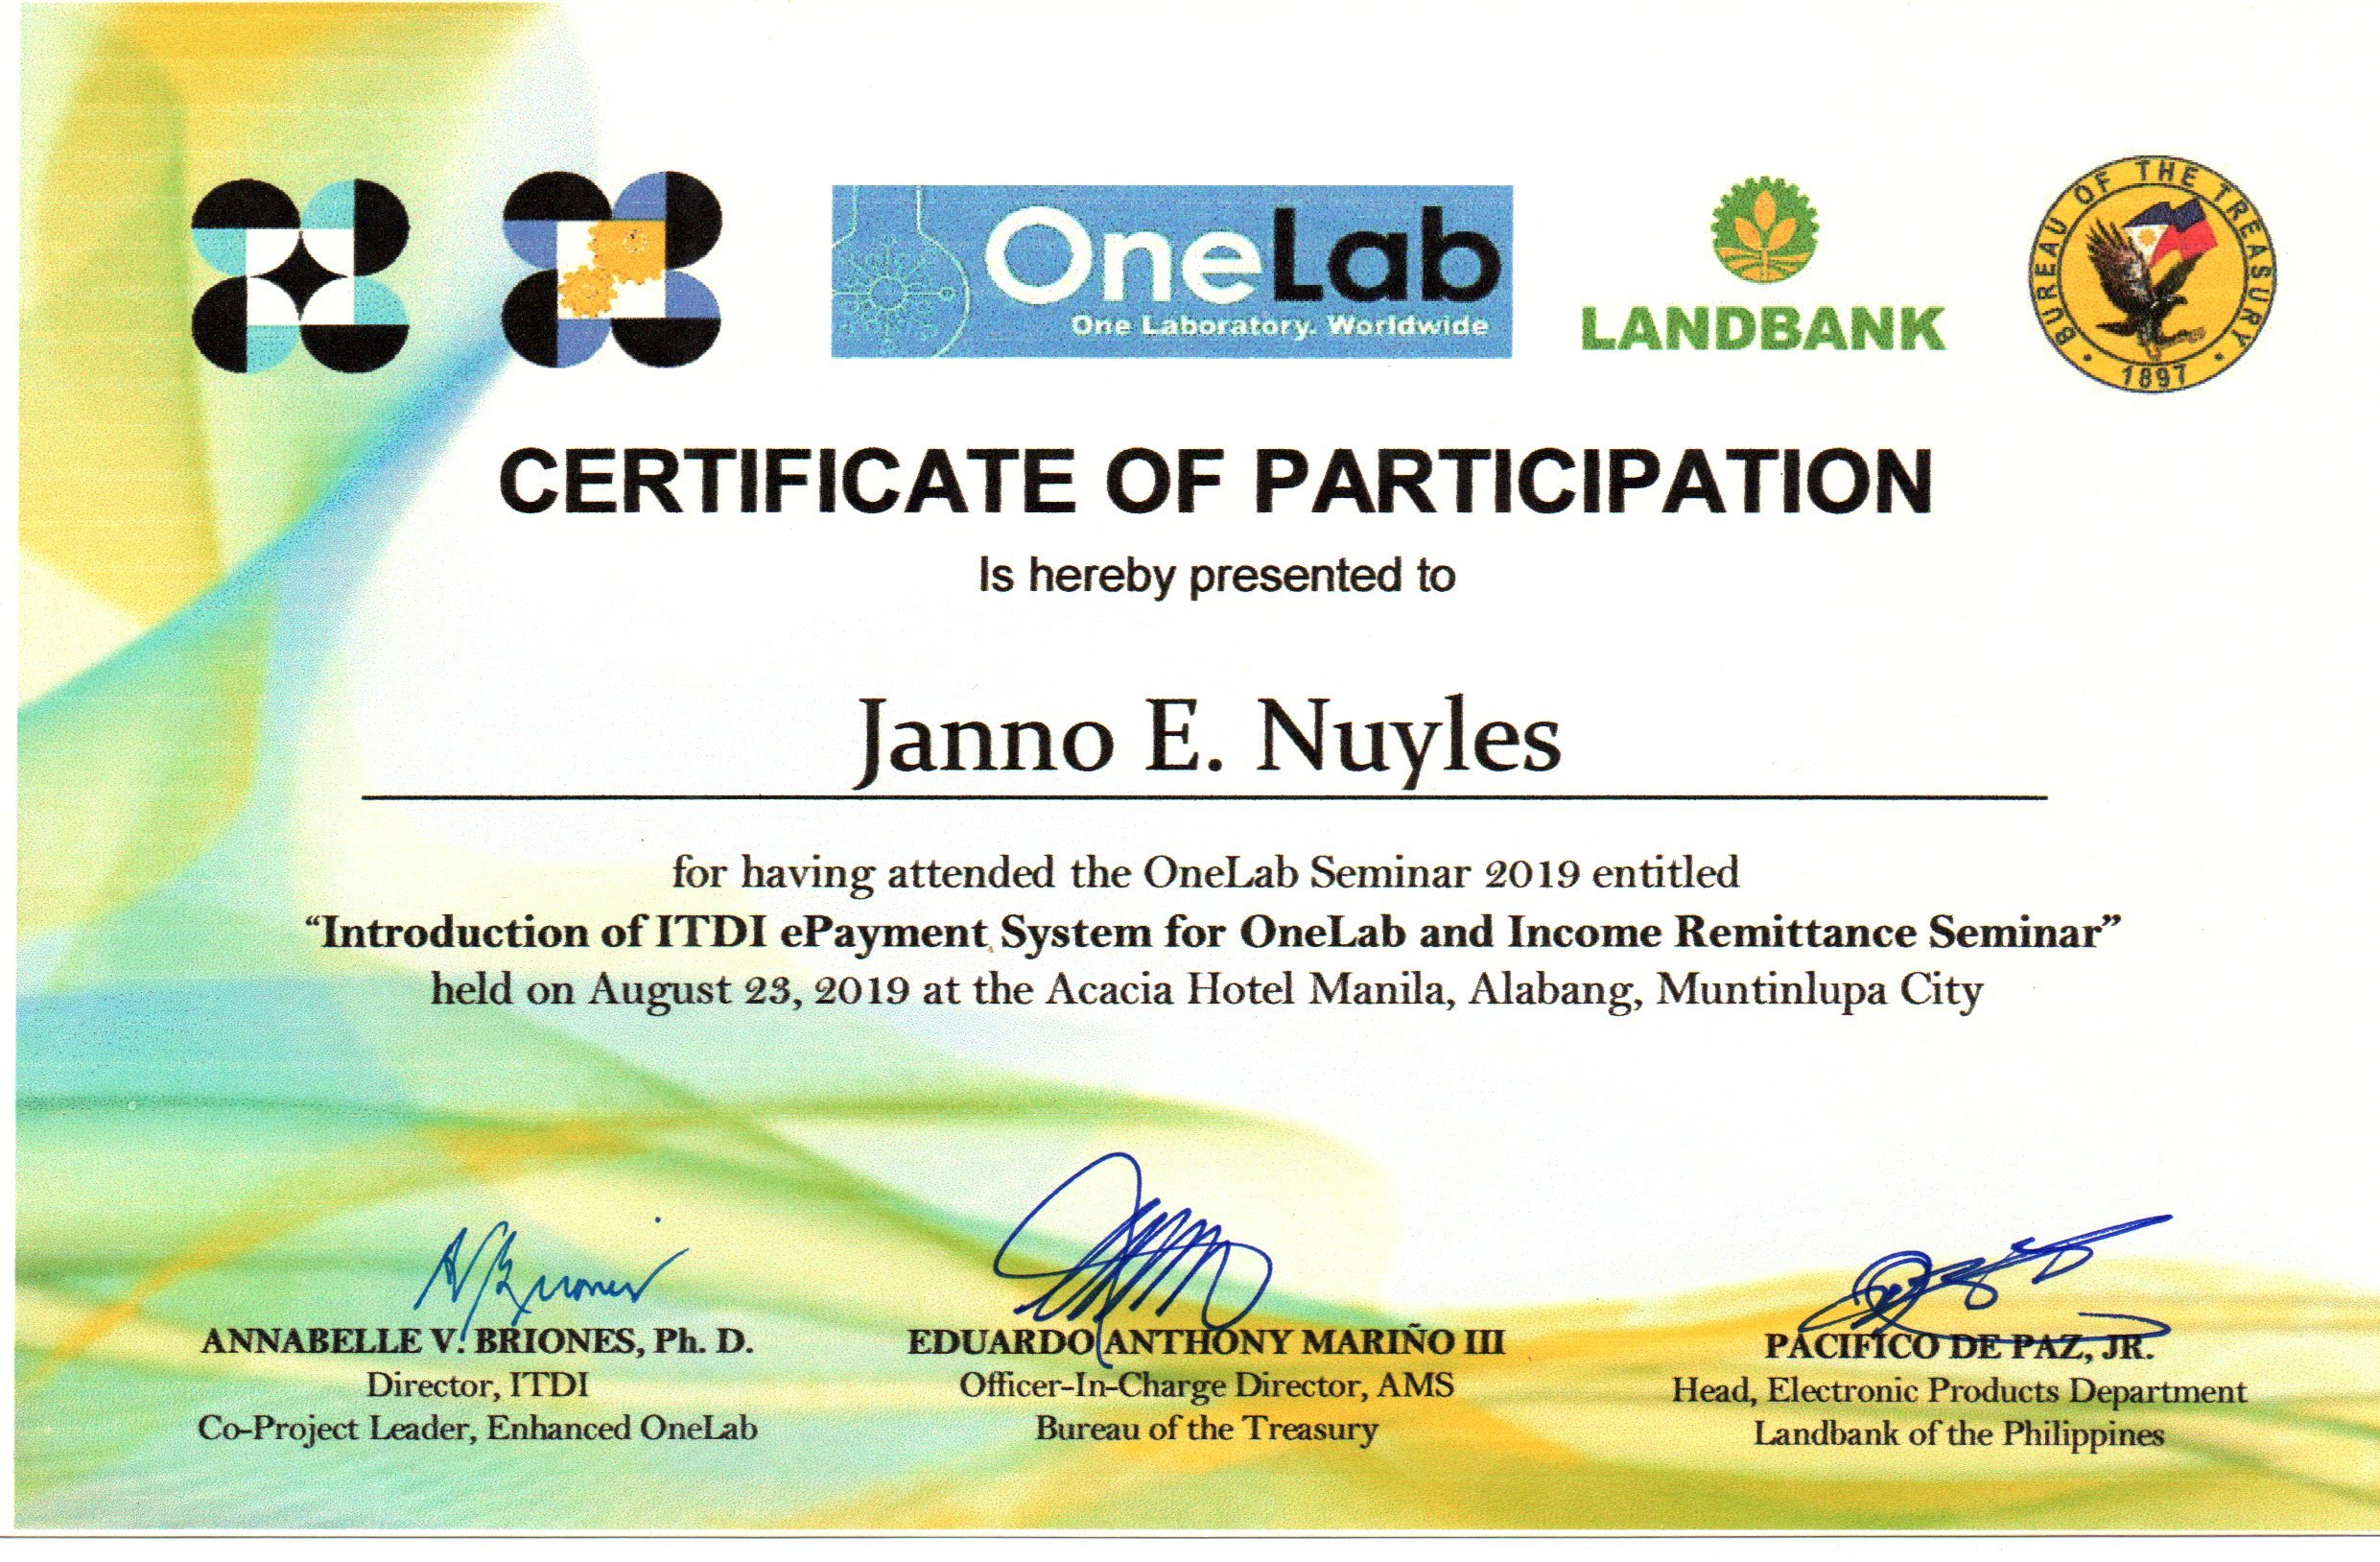 OneLab
One Laboratory. Worldwide
LANDBANK
BUREAU OF THE TREASURY
1897
CERTIFICATE OF PARTICIPATION
Is hereby presented to
Janno E. Nuyles
for having attended the OneLab Seminar 2019 entitled
“Introduction of ITDI ePayment System for OneLab and Income Remittance Seminar”
held on August 23, 2019 at the Acacia Hotel Manila, Alabang, Muntinlupa City
ANNABELLE V. BRIONES, Ph. D.
Director, ITDI
Co-Project Leader, Enhanced OneLab
EDUARDO ANTHONY MARIÑO III
Officer-In-Charge Director, AMS
Bureau of the Treasury
PACIFICO DE PAZ, JR.
Head, Electronic Products Department
Landbank of the Philippines